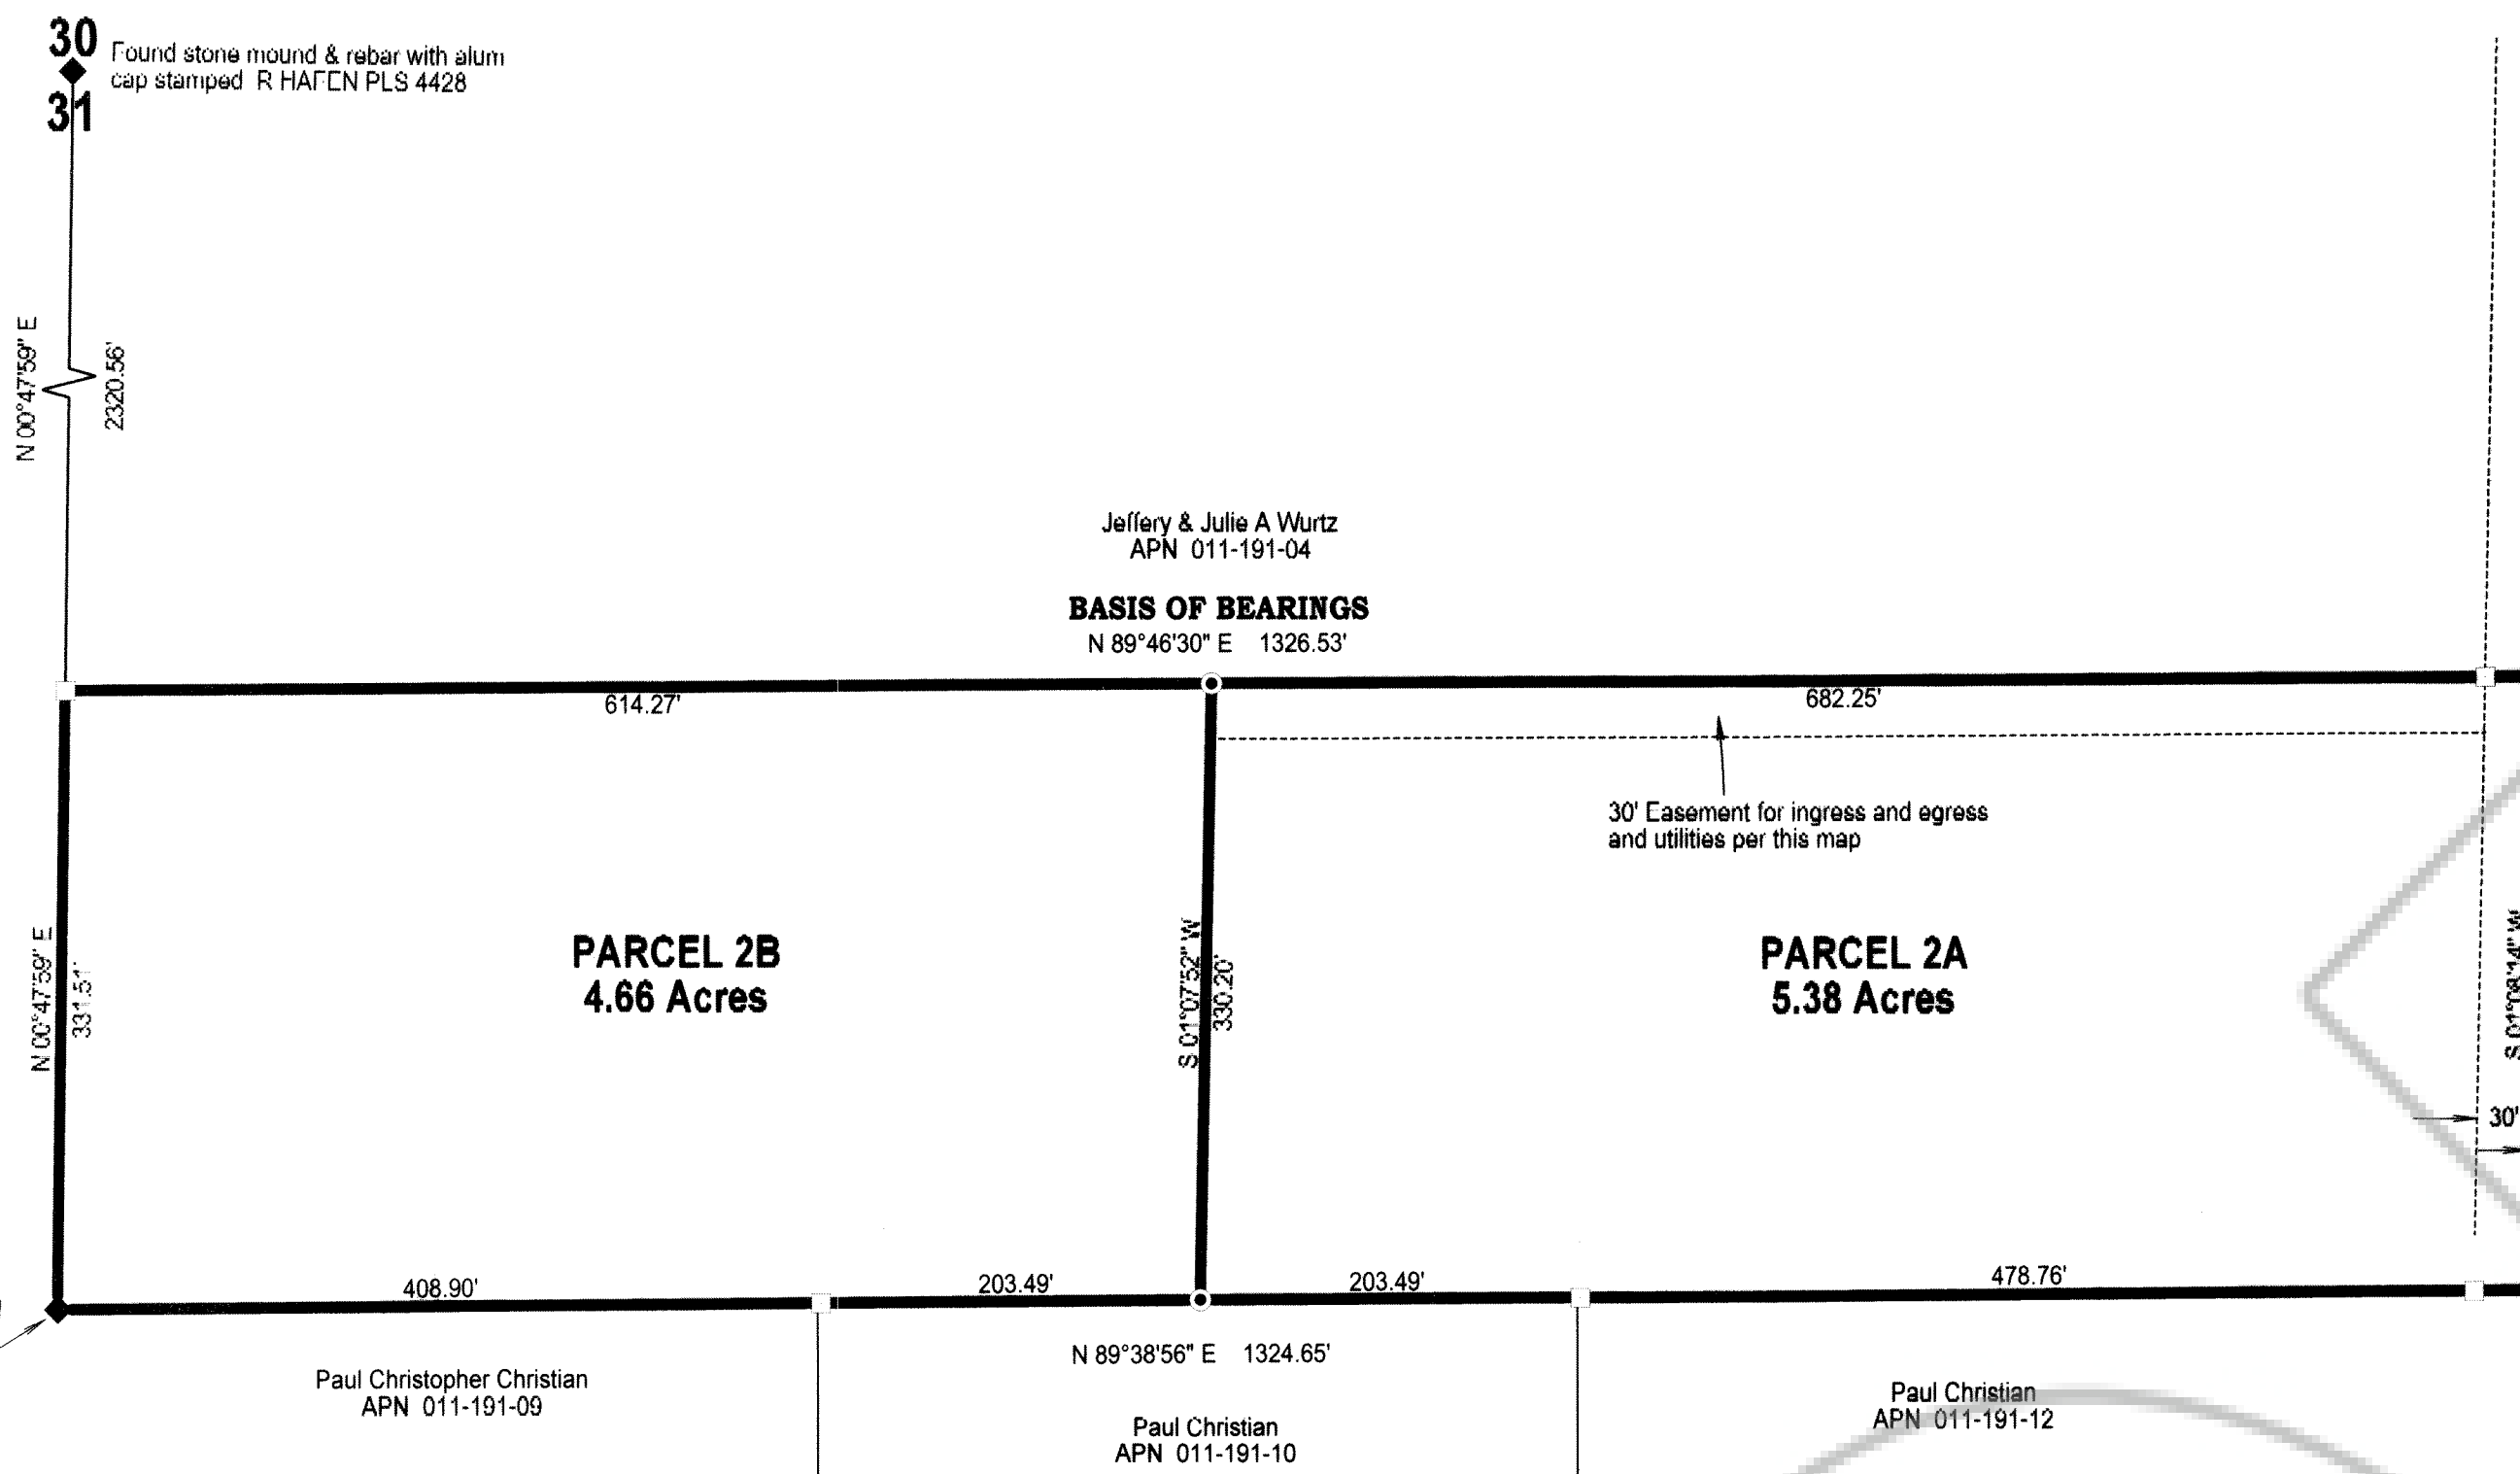 30
Found stone mound & rebar with alum
cap stamped R HAFEN PLS 4428
31
N 00°47'59" E
2320.56'
Jeffery & Julie A Wurtz
APN 011-191-04
BASIS OF BEARINGS
N 89°46'30" E 1326.53'
614.27'
682.25'
30' Easement for ingress and egress
and utilities per this map
PARCEL 2B
4.66 Acres
PARCEL 2A
5.38 Acres
N 00°47'59" E
331.51'
S 01°07'52" W
330.20'
S 01°08'14" W
30'
408.90'
203.49'
203.49'
478.76'
N 89°38'56" E 1324.65'
Paul Christopher Christian
APN 011-191-09
Paul Christian
APN 011-191-10
Paul Christian
APN 011-191-12